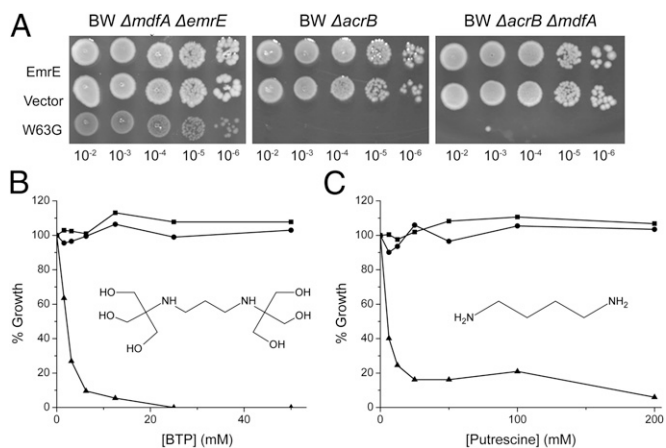 A
BW ΔmdfA ΔemrE
BW ΔacrB
BW ΔacrB ΔmdfA
EmrE
Vector
W63G
10-2 10-3 10-4 10-5 10-6
10-2 10-3 10-4 10-5 10-6
10-2 10-3 10-4 10-5 10-6
B
120
100
80
60
40
20
0
% Growth
HO
HO
HO
NH
NH
OH
OH
OH
0 20 40
[BTP] (mM)
C
120
100
80
60
40
20
0
% Growth
H2N
NH2
0 100 200
[Putrescine] (mM)